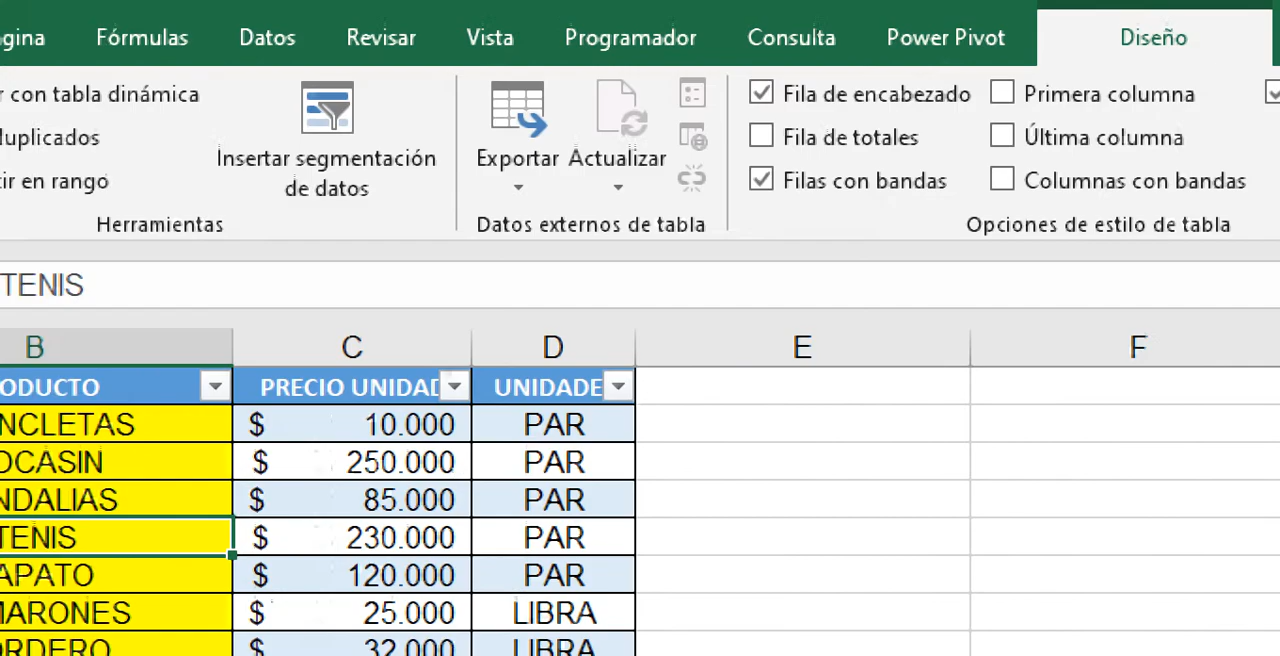 gina Fórmulas Datos Revisar Vista Programador Consulta Power Pivot Diseño
r con tabla dinámica
duplicados
tir en rango
Insertar segmentación
de datos
Herramientas
Exportar Actualizar
Datos externos de tabla
Fila de encabezado Primera columna
Fila de totales Última columna
Filas con bandas Columnas con bandas
Opciones de estilo de tabla
TENIS
B C D E F
ODUCTO PRECIO UNIDAD UNIDADE
NCLETAS $ 10.000 PAR
OCASIN $ 250.000 PAR
NDALIAS $ 85.000 PAR
TENIS $ 230.000 PAR
APATO $ 120.000 PAR
MARONES $ 25.000 LIBRA
ORDERO $ 32.000 LIBRA